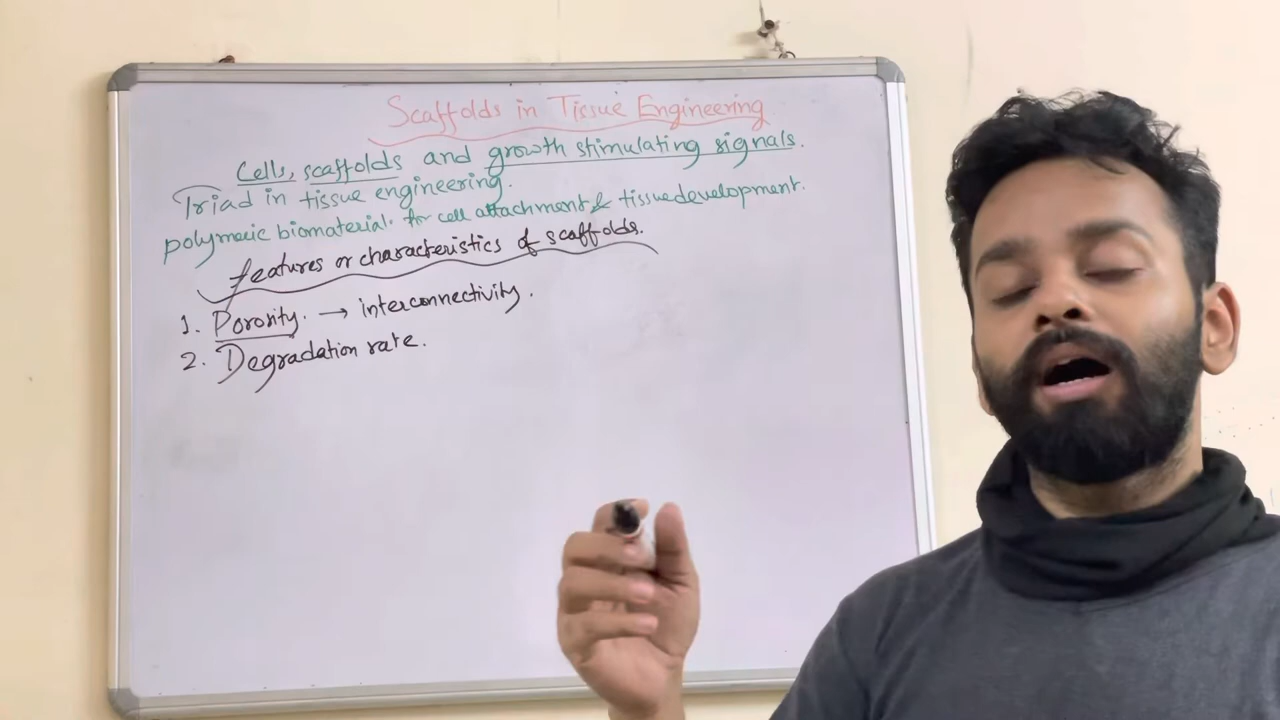 Scaffolds in Tissue Engineering
Cells, scaffolds and growth stimulating signals.
Triad in tissue engineering.
polymeric biomaterial. for cell attachment & tissue development.
features or characteristics of scaffolds.
1. Porosity. → interconnectivity.
2. Degradation rate.